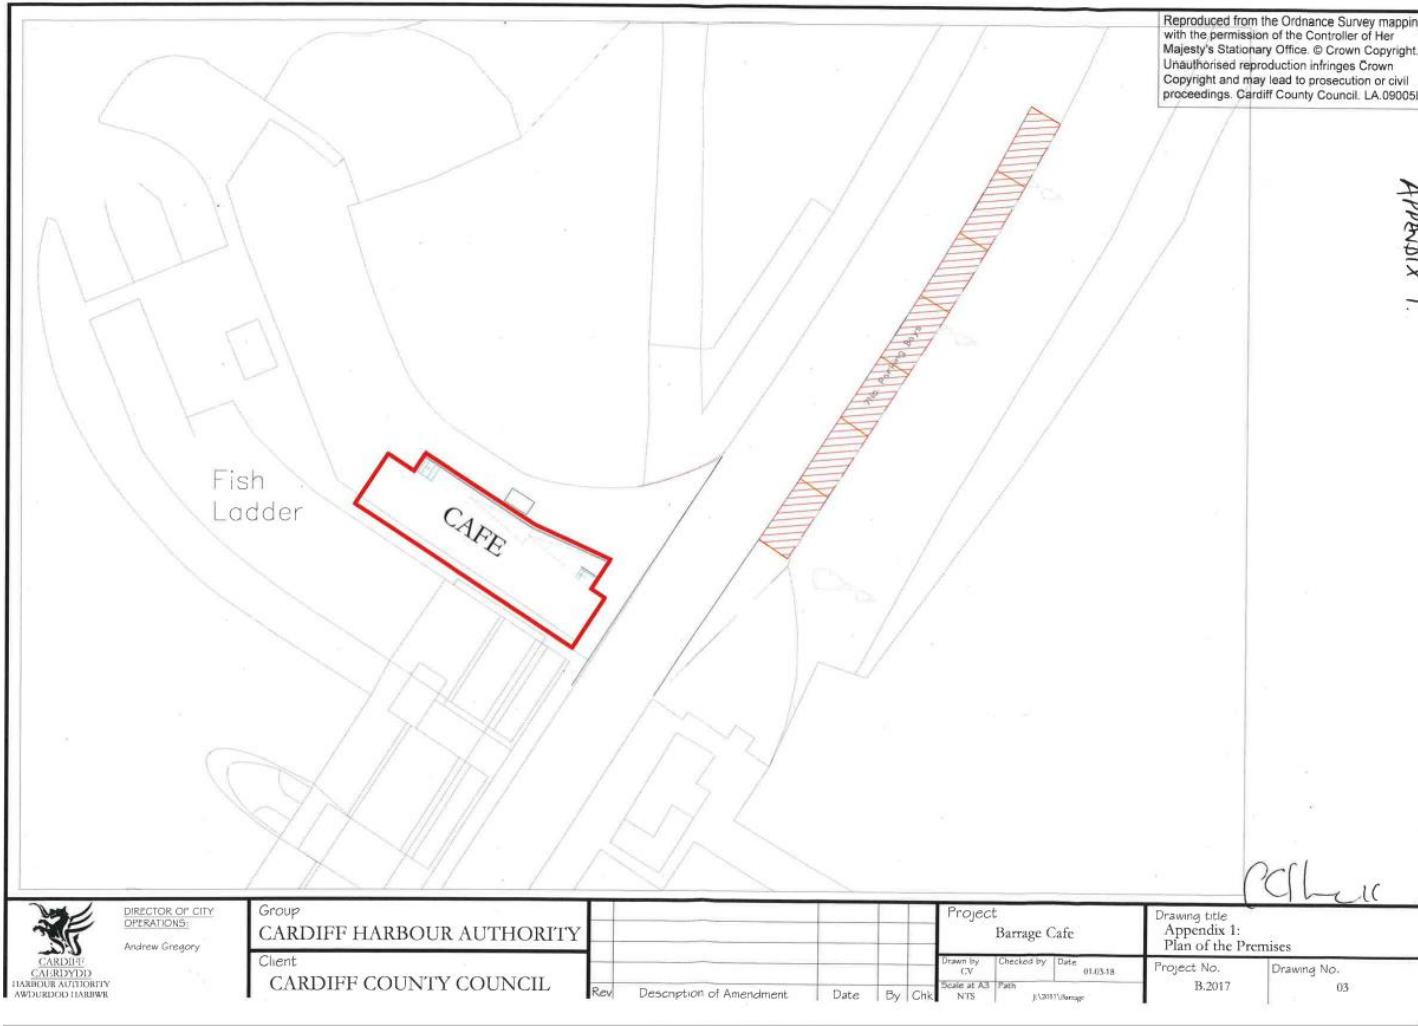 Reproduced from the Ordnance Survey mappin
with the permission of the Controller of Her
Majesty's Stationary Office. © Crown Copyright.
Unauthorised reproduction infringes Crown
Copyright and may lead to prosecution or civil
proceedings. Cardiff County Council. LA.09005
APPENDIX 1.
7No Parking Bays
Fish
Ladder
CAFE
CARDIFF
CAERDYDD
HARBOUR AUTHORITY
AWDURDOD HARBWR
DIRECTOR OF CITY
OPERATIONS:
Andrew Gregory
Group
CARDIFF HARBOUR AUTHORITY
Client
CARDIFF COUNTY COUNCIL
Rev Description of Amendment Date By Chk
Project
Barrage Cafe
Drawn by
CV
Checked by
Date
01.03.18
Scale at A3
NTS
Path
Drawing title
Appendix 1:
Plan of the Premises
Project No.
B.2017
Drawing No.
03